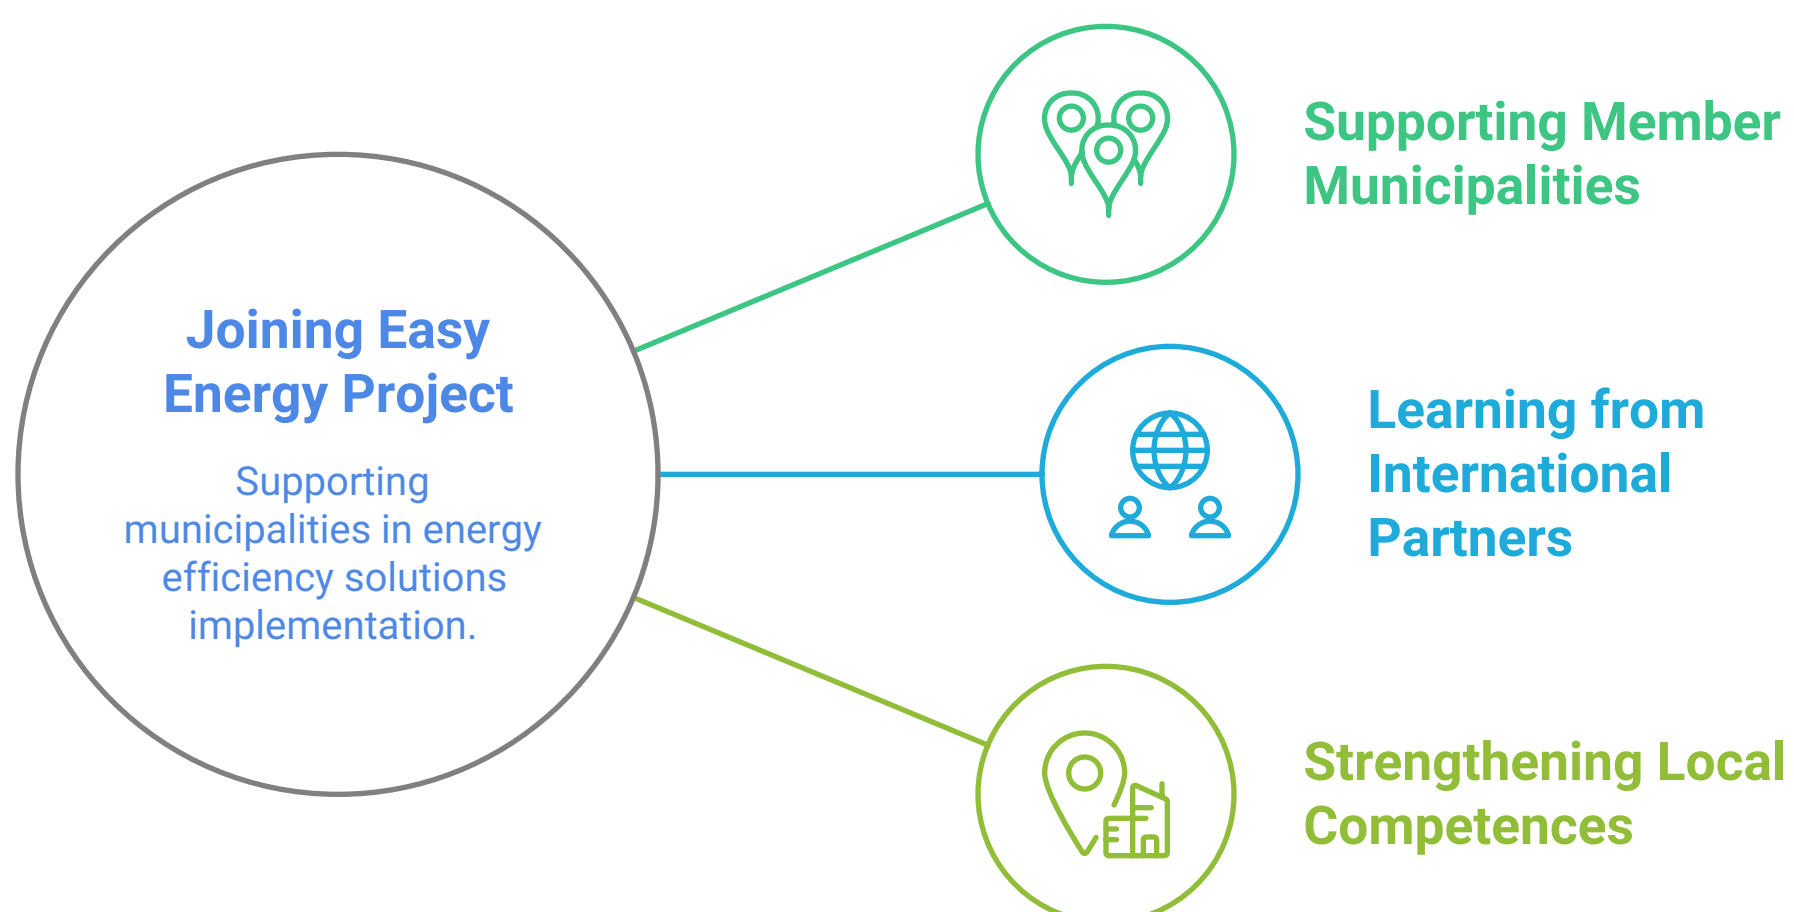 Joining Easy
Energy Project
Supporting
municipalities in energy
efficiency solutions
implementation.
Supporting Member
Municipalities
Learning from
International
Partners
Strengthening Local
Competences